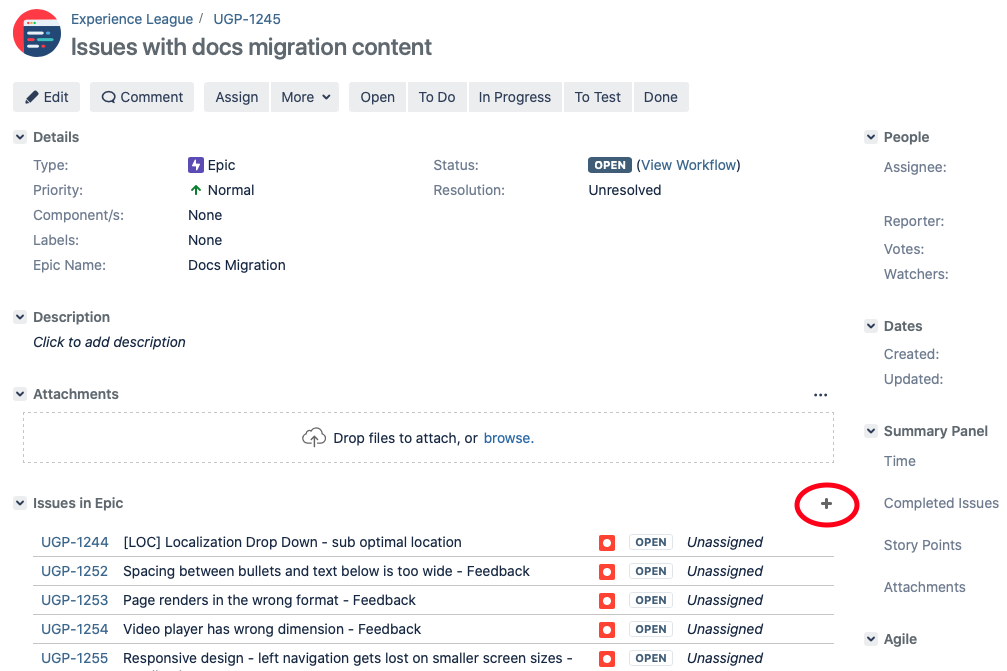 Experience League / UGP-1245
Issues with docs migration content
Edit Comment Assign More Open To Do In Progress To Test Done
Details
Type: Epic Status: OPEN (View Workflow)
Priority: Normal Resolution: Unresolved
Component/s: None
Labels: None
Epic Name: Docs Migration
Description
Click to add description
Attachments
Drop files to attach, or browse.
Issues in Epic
UGP-1244 [LOC] Localization Drop Down - sub optimal location OPEN Unassigned
UGP-1252 Spacing between bullets and text below is too wide - Feedback OPEN Unassigned
UGP-1253 Page renders in the wrong format - Feedback OPEN Unassigned
UGP-1254 Video player has wrong dimension - Feedback OPEN Unassigned
UGP-1255 Responsive design - left navigation gets lost on smaller screen sizes - OPEN Unassigned
People
Assignee:
Reporter:
Votes:
Watchers:
Dates
Created:
Updated:
Summary Panel
Time
Completed Issues
Story Points
Attachments
Agile